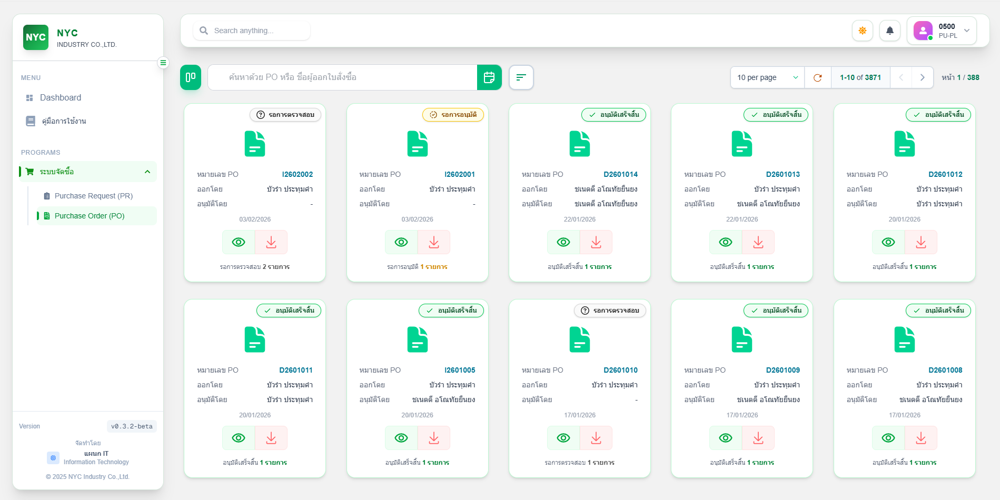 NYC
NYC
INDUSTRY CO.,LTD.
Search anything...
0500
PU-PL
MENU
Dashboard
คู่มือการใช้งาน
PROGRAMS
ระบบจัดซื้อ
Purchase Request (PR)
Purchase Order (PO)
Version v0.3.2-beta
จัดทำโดย
แผนก IT
Information Technology
© 2025 NYC Industry Co.,Ltd.
ค้นหาด้วย PO หรือ ชื่อผู้ออกใบสั่งซื้อ
10 per page
1-10 of 3871
หน้า 1 / 388
รอการตรวจสอบ
หมายเลข PO I2602002
ออกโดย บัวรำ ประทุมคำ
อนุมัติโดย -
03/02/2026
รอการตรวจสอบ 2 รายการ
รอการอนุมัติ
หมายเลข PO I2602001
ออกโดย บัวรำ ประทุมคำ
อนุมัติโดย -
03/02/2026
รอการอนุมัติ 1 รายการ
อนุมัติเสร็จสิ้น
หมายเลข PO D2601014
ออกโดย ชเนตตี อโณทัยยืนยง
อนุมัติโดย ชเนตตี อโณทัยยืนยง
22/01/2026
อนุมัติเสร็จสิ้น 1 รายการ
อนุมัติเสร็จสิ้น
หมายเลข PO D2601013
ออกโดย บัวรำ ประทุมคำ
อนุมัติโดย ชเนตตี อโณทัยยืนยง
22/01/2026
อนุมัติเสร็จสิ้น 1 รายการ
อนุมัติเสร็จสิ้น
หมายเลข PO D2601012
ออกโดย บัวรำ ประทุมคำ
อนุมัติโดย บัวรำ ประทุมคำ
20/01/2026
อนุมัติเสร็จสิ้น 1 รายการ
อนุมัติเสร็จสิ้น
หมายเลข PO D2601011
ออกโดย บัวรำ ประทุมคำ
อนุมัติโดย บัวรำ ประทุมคำ
20/01/2026
อนุมัติเสร็จสิ้น 1 รายการ
อนุมัติเสร็จสิ้น
หมายเลข PO I2601005
ออกโดย บัวรำ ประทุมคำ
อนุมัติโดย ชเนตตี อโณทัยยืนยง
20/01/2026
อนุมัติเสร็จสิ้น 1 รายการ
รอการตรวจสอบ
หมายเลข PO D2601010
ออกโดย บัวรำ ประทุมคำ
อนุมัติโดย -
17/01/2026
รอการตรวจสอบ 1 รายการ
อนุมัติเสร็จสิ้น
หมายเลข PO D2601009
ออกโดย บัวรำ ประทุมคำ
อนุมัติโดย ชเนตตี อโณทัยยืนยง
17/01/2026
อนุมัติเสร็จสิ้น 1 รายการ
อนุมัติเสร็จสิ้น
หมายเลข PO D2601008
ออกโดย บัวรำ ประทุมคำ
อนุมัติโดย ชเนตตี อโณทัยยืนยง
17/01/2026
อนุมัติเสร็จสิ้น 1 รายการ